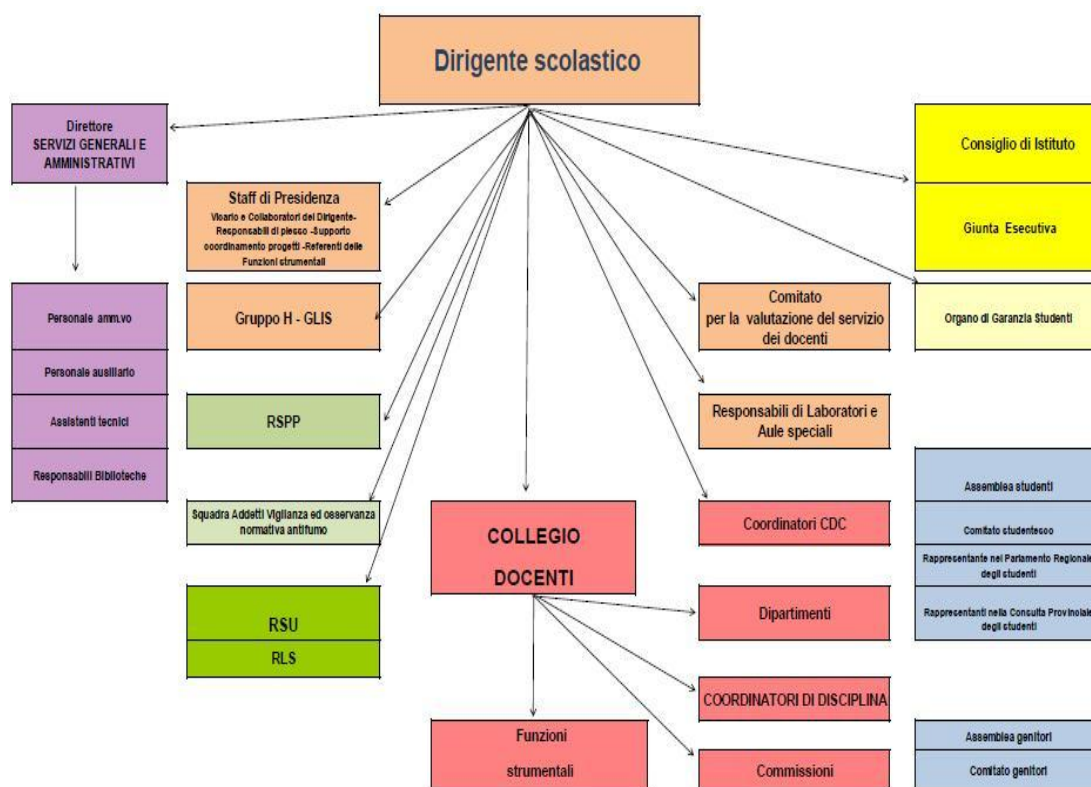 Dirigente scolastico
Direttore
SERVIZI GENERALI E
AMMINISTRATIVI
Consiglio di Istituto
Staff di Presidenza
Vicario e Collaboratori del Dirigente-
Responsabili di plesso -Supporto
coordinamento progetti -Referenti delle
Funzioni strumentali
Giunta Esecutiva
Personale amm.vo
Gruppo H - GLIS
Comitato
per la valutazione del servizio
dei docenti
Organo di Garanzia Studenti
Personale ausiliario
Assistenti tecnici
RSPP
Responsabili di Laboratori e
Aule speciali
Responsabili Biblioteche
Assemblea studenti
Squadra Addetti Vigilanza ed osservanza
normativa antifumo
COLLEGIO
DOCENTI
Coordinatori CDC
Comitato studentesco
Rappresentante nel Parlamento Regionale
degli studenti
RSU
Dipartimenti
Rappresentanti nella Consulta Provinciale
degli studenti
RLS
COORDINATORI DI DISCIPLINA
Funzioni
strumentali
Commissioni
Assemblea genitori
Comitato genitori